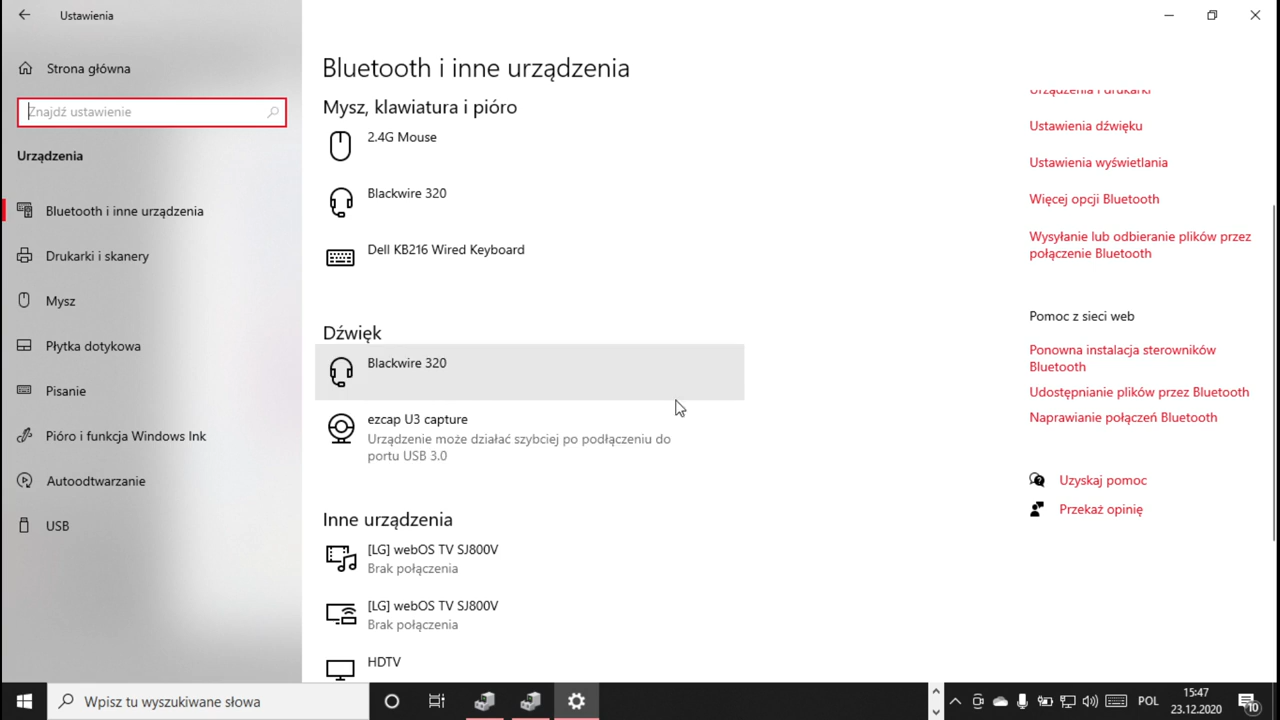 Ustawienia
Strona główna
Znajdź ustawienie
Urządzenia
Bluetooth i inne urządzenia
Drukarki i skanery
Mysz
Płytka dotykowa
Pisanie
Pióro i funkcja Windows Ink
Autoodtwarzanie
USB
Bluetooth i inne urządzenia
Mysz, klawiatura i pióro
2.4G Mouse
Blackwire 320
Dell KB216 Wired Keyboard
Dźwięk
Blackwire 320
ezcap U3 capture
Urządzenie może działać szybciej po podłączeniu do
portu USB 3.0
Inne urządzenia
[LG] webOS TV SJ800V
Brak połączenia
[LG] webOS TV SJ800V
Brak połączenia
HDTV
Urządzenia i drukarki
Ustawienia dźwięku
Ustawienia wyświetlania
Więcej opcji Bluetooth
Wysyłanie lub odbieranie plików przez
połączenie Bluetooth
Pomoc z sieci web
Ponowna instalacja sterowników
Bluetooth
Udostępnianie plików przez Bluetooth
Naprawianie połączeń Bluetooth
Uzyskaj pomoc
Przekaż opinię
Wpisz tu wyszukiwane słowa
POL
15:47
23.12.2020
10